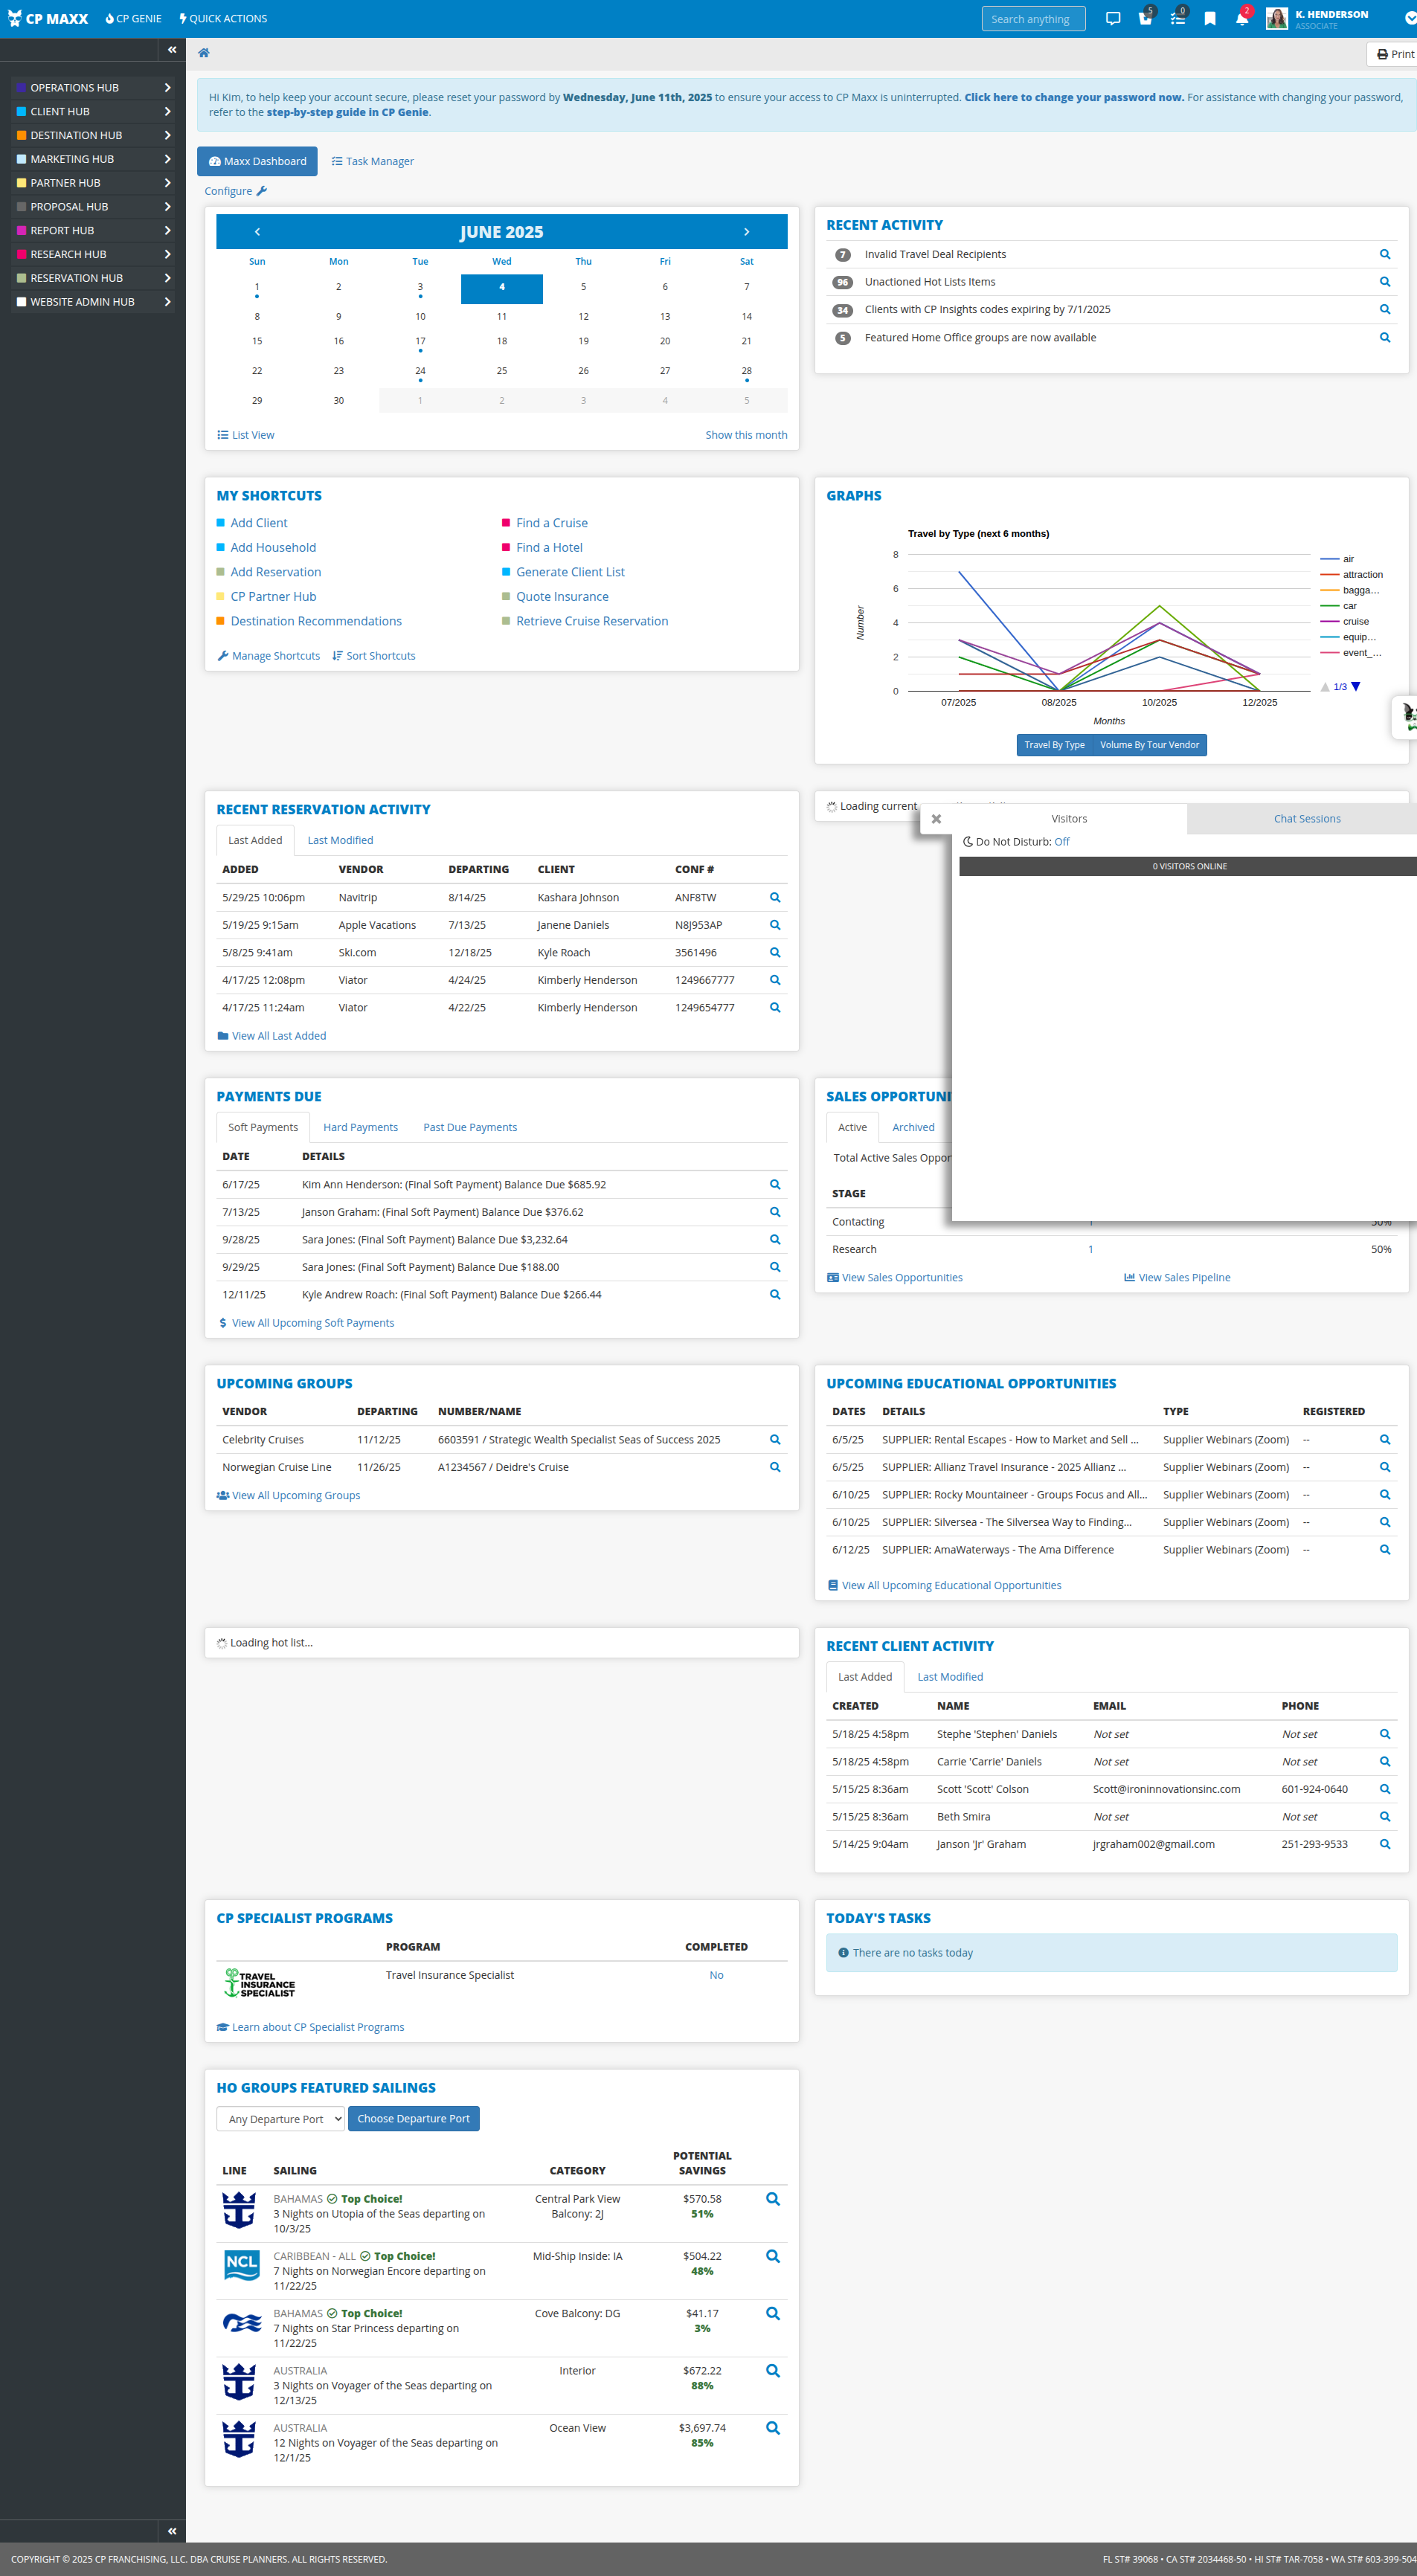 CP MAXX CP GENIE QUICK ACTIONS Search anything 5 0 2 K. HENDERSON
ASSOCIATE
Print
OPERATIONS HUB
CLIENT HUB
DESTINATION HUB
MARKETING HUB
PARTNER HUB
PROPOSAL HUB
REPORT HUB
RESEARCH HUB
RESERVATION HUB
WEBSITE ADMIN HUB
Hi Kim, to help keep your account secure, please reset your password by Wednesday, June 11th, 2025 to ensure your access to CP Maxx is uninterrupted. Click here to change your password now. For assistance with changing your password,
refer to the step-by-step guide in CP Genie.
Maxx Dashboard Task Manager
Configure
JUNE 2025
Sun Mon Tue Wed Thu Fri Sat
1 2 3 4 5 6 7
8 9 10 11 12 13 14
15 16 17 18 19 20 21
22 23 24 25 26 27 28
29 30 1 2 3 4 5
List View Show this month
RECENT ACTIVITY
7 Invalid Travel Deal Recipients
96 Unactioned Hot Lists Items
34 Clients with CP Insights codes expiring by 7/1/2025
5 Featured Home Office groups are now available
MY SHORTCUTS
Add Client Find a Cruise
Add Household Find a Hotel
Add Reservation Generate Client List
CP Partner Hub Quote Insurance
Destination Recommendations Retrieve Cruise Reservation
Manage Shortcuts Sort Shortcuts
GRAPHS
Travel by Type (next 6 months)
8
6
4
2
0
Number
07/2025 08/2025 10/2025 12/2025
Months
air
attraction
bagga...
car
cruise
equip...
event_...
1/3
Travel By Type Volume By Tour Vendor
RECENT RESERVATION ACTIVITY
Last Added Last Modified
ADDED VENDOR DEPARTING CLIENT CONF #
5/29/25 10:06pm Navitrip 8/14/25 Kashara Johnson ANF8TW
5/19/25 9:15am Apple Vacations 7/13/25 Janene Daniels N8J953AP
5/8/25 9:41am Ski.com 12/18/25 Kyle Roach 3561496
4/17/25 12:08pm Viator 4/24/25 Kimberly Henderson 1249667777
4/17/25 11:24am Viator 4/22/25 Kimberly Henderson 1249654777
View All Last Added
Loading current
Visitors Chat Sessions
Do Not Disturb: Off
0 VISITORS ONLINE
PAYMENTS DUE
Soft Payments Hard Payments Past Due Payments
DATE DETAILS
6/17/25 Kim Ann Henderson: (Final Soft Payment) Balance Due $685.92
7/13/25 Janson Graham: (Final Soft Payment) Balance Due $376.62
9/28/25 Sara Jones: (Final Soft Payment) Balance Due $3,232.64
9/29/25 Sara Jones: (Final Soft Payment) Balance Due $188.00
12/11/25 Kyle Andrew Roach: (Final Soft Payment) Balance Due $266.44
View All Upcoming Soft Payments
SALES OPPORTUNI
Active Archived
Total Active Sales Oppor
STAGE
Contacting 1 50%
Research 1 50%
View Sales Opportunities View Sales Pipeline
UPCOMING GROUPS
VENDOR DEPARTING NUMBER/NAME
Celebrity Cruises 11/12/25 6603591 / Strategic Wealth Specialist Seas of Success 2025
Norwegian Cruise Line 11/26/25 A1234567 / Deidre's Cruise
View All Upcoming Groups
UPCOMING EDUCATIONAL OPPORTUNITIES
DATES DETAILS TYPE REGISTERED
6/5/25 SUPPLIER: Rental Escapes - How to Market and Sell ... Supplier Webinars (Zoom) --
6/5/25 SUPPLIER: Allianz Travel Insurance - 2025 Allianz ... Supplier Webinars (Zoom) --
6/10/25 SUPPLIER: Rocky Mountaineer - Groups Focus and All... Supplier Webinars (Zoom) --
6/10/25 SUPPLIER: Silversea - The Silversea Way to Finding... Supplier Webinars (Zoom) --
6/12/25 SUPPLIER: AmaWaterways - The Ama Difference Supplier Webinars (Zoom) --
View All Upcoming Educational Opportunities
Loading hot list...
RECENT CLIENT ACTIVITY
Last Added Last Modified
CREATED NAME EMAIL PHONE
5/18/25 4:58pm Stephe 'Stephen' Daniels Not set Not set
5/18/25 4:58pm Carrie 'Carrie' Daniels Not set Not set
5/15/25 8:36am Scott 'Scott' Colson Scott@ironinnovationsinc.com 601-924-0640
5/15/25 8:36am Beth Smira Not set Not set
5/14/25 9:04am Janson 'Jr' Graham jrgraham002@gmail.com 251-293-9533
CP SPECIALIST PROGRAMS
PROGRAM COMPLETED
TRAVEL INSURANCE SPECIALIST Travel Insurance Specialist No
Learn about CP Specialist Programs
TODAY'S TASKS
There are no tasks today
HO GROUPS FEATURED SAILINGS
Any Departure Port Choose Departure Port
LINE SAILING CATEGORY POTENTIAL SAVINGS
BAHAMAS Top Choice! Central Park View $570.58
3 Nights on Utopia of the Seas departing on Balcony: 2J 51%
10/3/25
NCL CARIBBEAN - ALL Top Choice! Mid-Ship Inside: IA $504.22
7 Nights on Norwegian Encore departing on 48%
11/22/25
BAHAMAS Top Choice! Cove Balcony: DG $41.17
7 Nights on Star Princess departing on 3%
11/22/25
AUSTRALIA Interior $672.22
3 Nights on Voyager of the Seas departing on 88%
12/13/25
AUSTRALIA Ocean View $3,697.74
12 Nights on Voyager of the Seas departing on 85%
12/1/25
COPYRIGHT © 2025 CP FRANCHISING, LLC. DBA CRUISE PLANNERS. ALL RIGHTS RESERVED. FL ST# 39068 • CA ST# 2034468-50 • HI ST# TAR-7058 • WA ST# 603-399-504